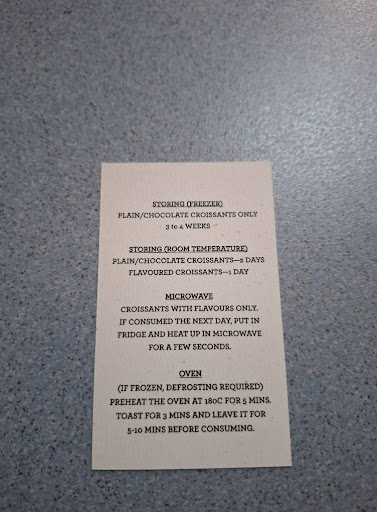 STORING (FREEZER)
PLAIN/CHOCOLATE CROISSANTS ONLY
3 to 4 WEEKS
STORING (ROOM TEMPERATURE)
PLAIN/CHOCOLATE CROISSANTS—2 DAYS
FLAVOURED CROISSANTS—1 DAY
MICROWAVE
CROISSANTS WITH FLAVOURS ONLY.
IF CONSUMED THE NEXT DAY, PUT IN
FRIDGE AND HEAT UP IN MICROWAVE
FOR A FEW SECONDS.
OVEN
(IF FROZEN, DEFROSTING REQUIRED)
PREHEAT THE OVEN AT 180C FOR 5 MINS.
TOAST FOR 3 MINS AND LEAVE IT FOR
5-10 MINS BEFORE CONSUMING.